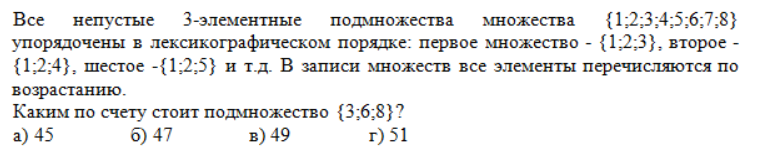 Все непустые 3-элементные подмножества множества {1;2;3;4;5;6;7;8}
упорядочены в лексикографическом порядке: первое множество - {1;2;3}, второе -
{1;2;4}, шестое -{1;2;5} и т.д. В записи множеств все элементы перечисляются по
возрастанию.
Каким по счету стоит подмножество {3;6;8}?
а) 45 б) 47 в) 49 г) 51